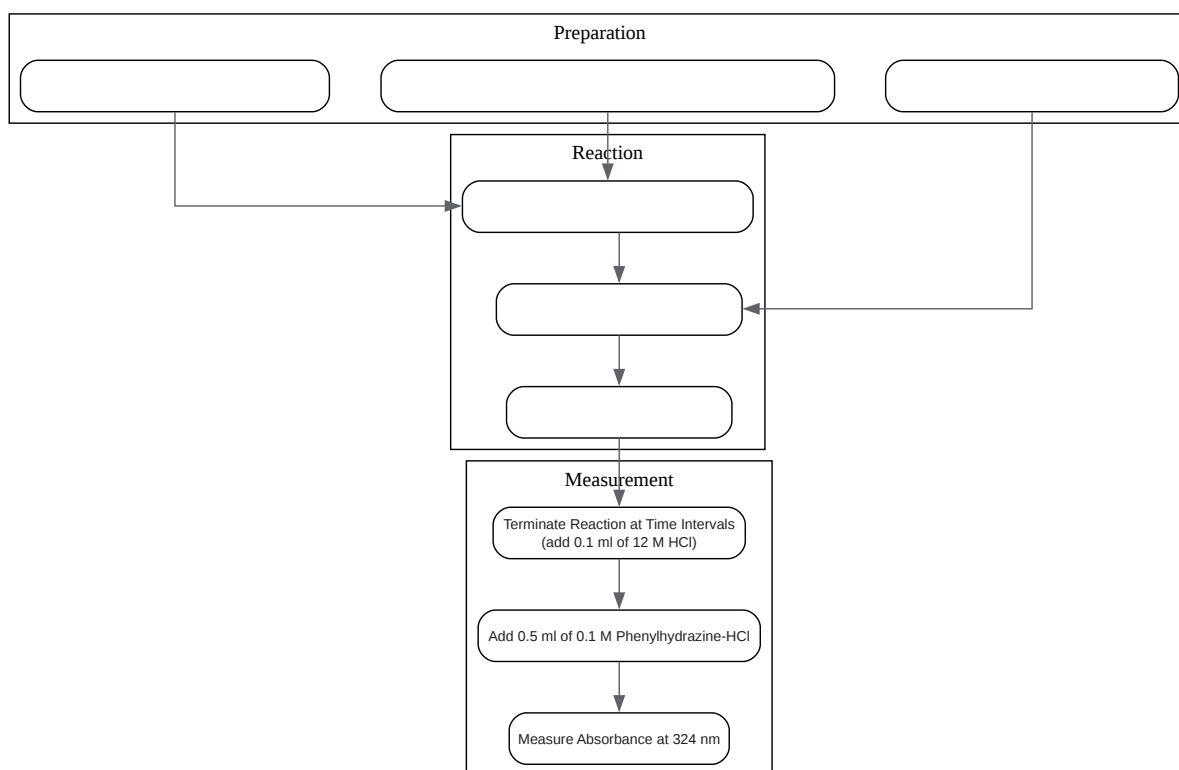 Preparation
Reaction
Measurement
Terminate Reaction at Time Intervals
(add 0.1 ml of 12 M HCl)
Add 0.5 ml of 0.1 M Phenylhydrazine-HCl
Measure Absorbance at 324 nm